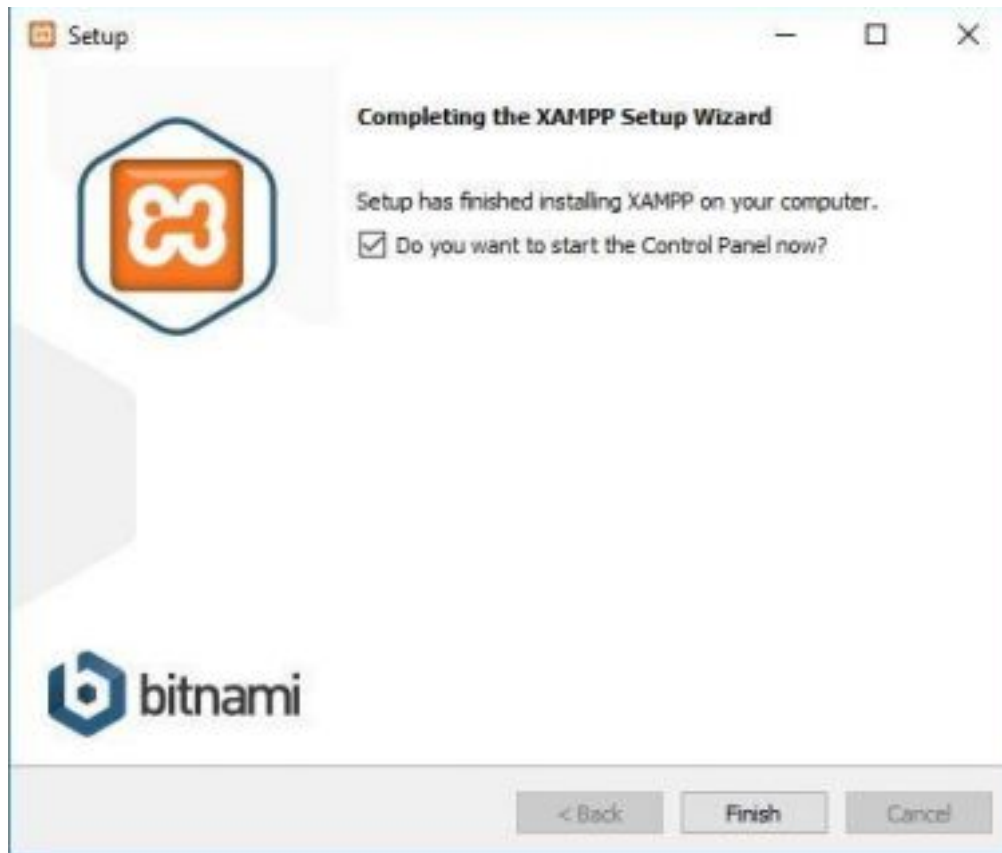 Setup
Completing the XAMPP Setup Wizard
Setup has finished installing XAMPP on your computer.
Do you want to start the Control Panel now?
bitnami
< Back Finish Cancel